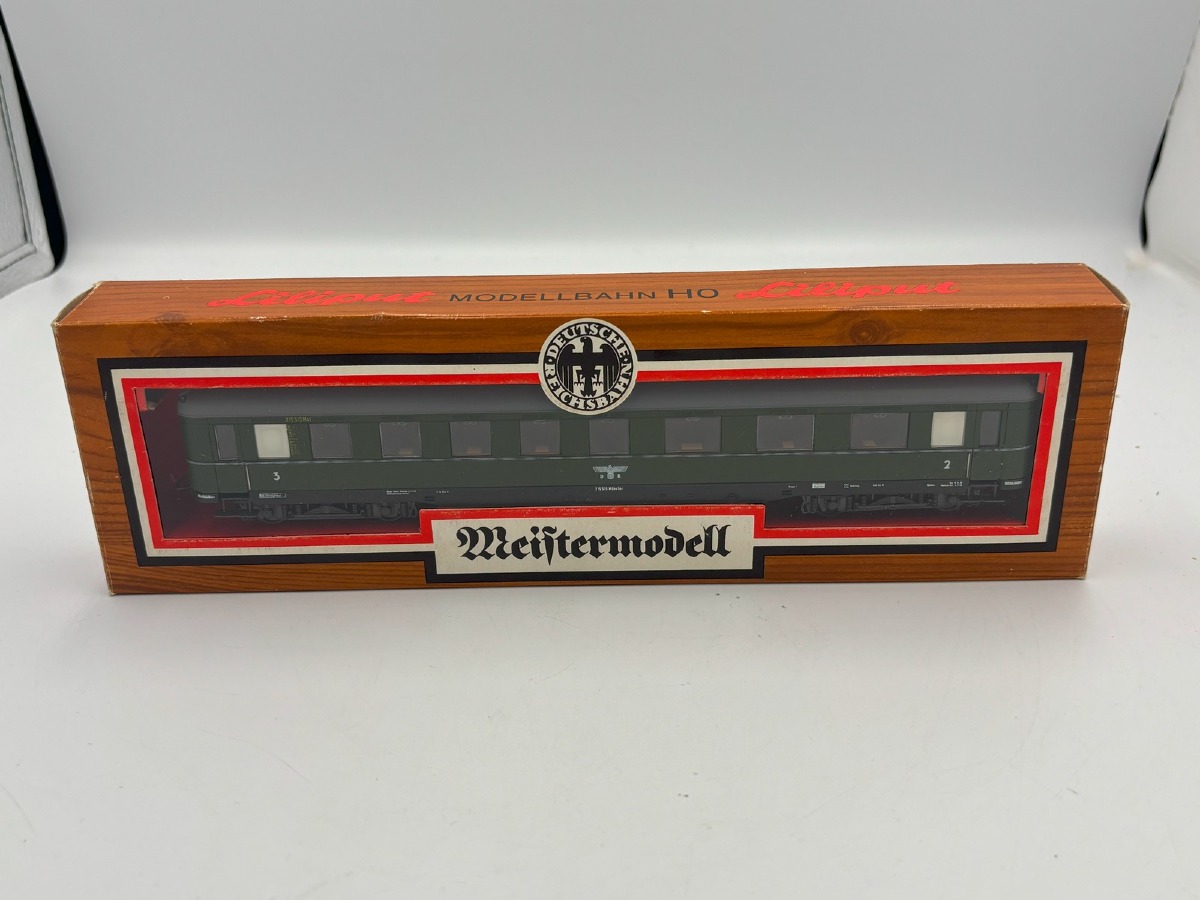 Liliput MODELLBAHN HO Liliput
DEUTSCHE REICHSBAHN
3
2
D R
Meiſtermodell